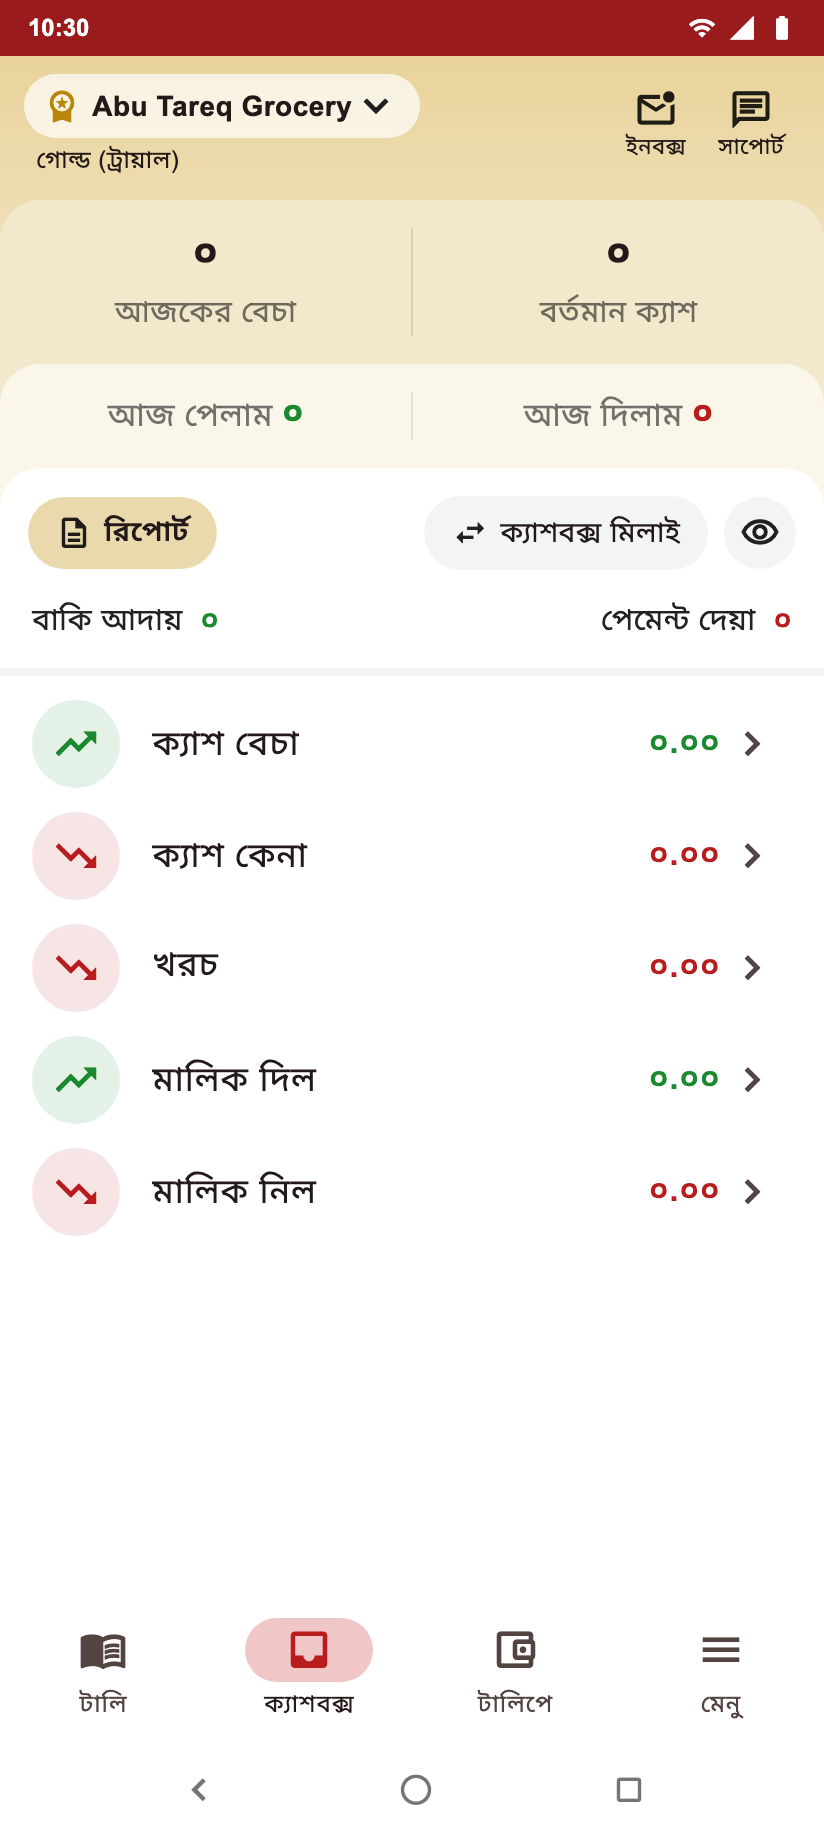 10:30
Abu Tareq Grocery
গোল্ড (ট্রায়াল)
ইনবক্স
সাপোর্ট
০
আজকের বেচা
০
বর্তমান ক্যাশ
আজ পেলাম ০
আজ দিলাম ০
রিপোর্ট
ক্যাশবক্স মিলাই
বাকি আদায় ০
পেমেন্ট দেয়া ০
ক্যাশ বেচা ০.০০
ক্যাশ কেনা ০.০০
খরচ ০.০০
মালিক দিল ০.০০
মালিক নিল ০.০০
টালি
ক্যাশবক্স
টালিপে
মেনু